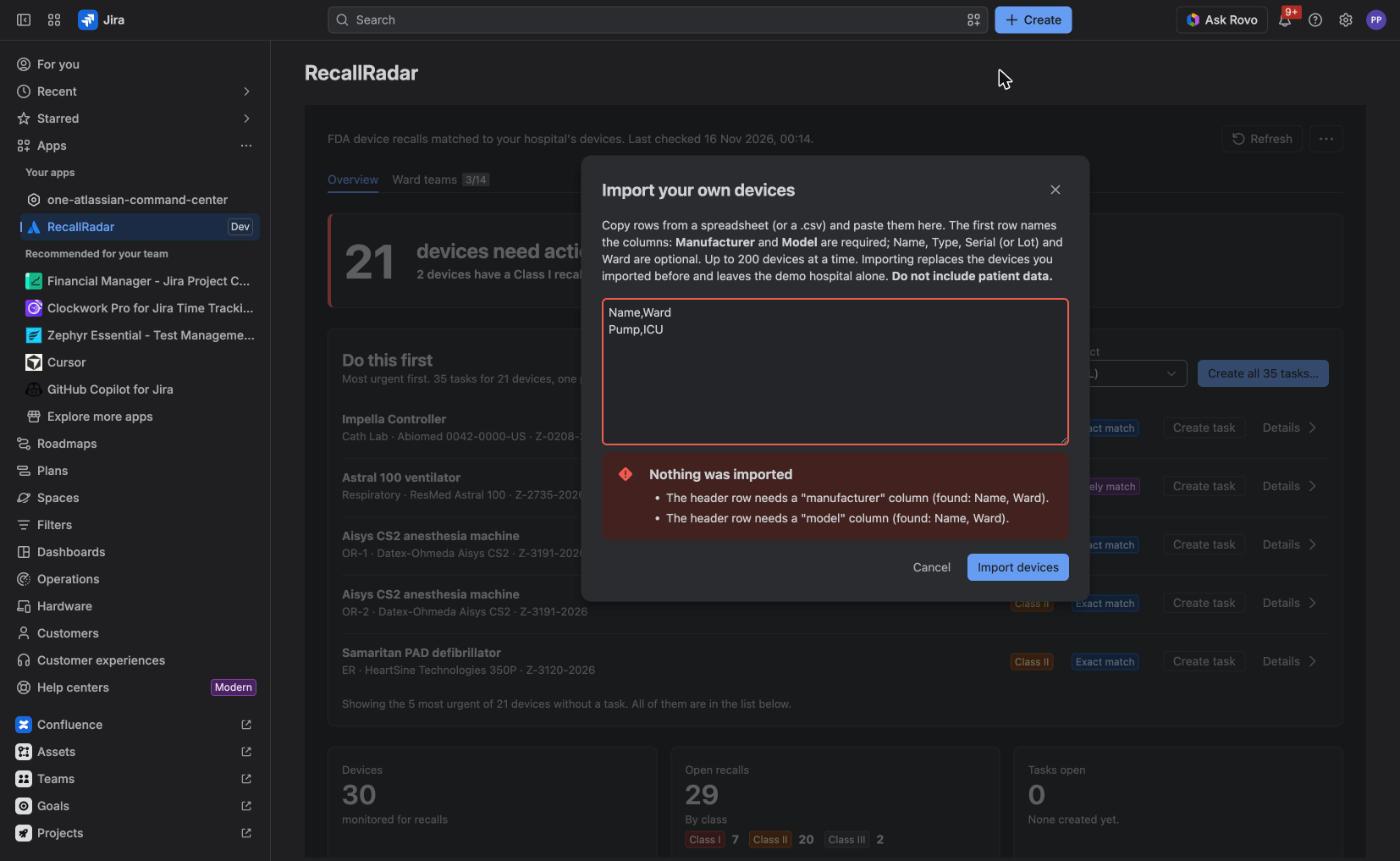 Jira
Search
Create
Ask Rovo
9+
PP
For you
Recent
Starred
Apps
Your apps
one-atlassian-command-center
RecallRadar
Dev
Recommended for your team
Financial Manager - Jira Project C...
Clockwork Pro for Jira Time Tracki...
Zephyr Essential - Test Manageme...
Cursor
GitHub Copilot for Jira
Explore more apps
Roadmaps
Plans
Spaces
Filters
Dashboards
Operations
Hardware
Customers
Customer experiences
Help centers
Modern
Confluence
Assets
Teams
Goals
Projects
RecallRadar
FDA device recalls matched to your hospital's devices. Last checked 16 Nov 2026, 00:14.
Refresh
Overview
Ward teams 3/14
21
devices need acti
2 devices have a Class I recal
Do this first
Most urgent first. 35 tasks for 21 devices, one
ct
L)
Create all 35 tasks...
Impella Controller
Cath Lab · Abiomed 0042-0000-US · Z-0208-
act match
Create task
Details
Astral 100 ventilator
Respiratory · ResMed Astral 100 · Z-2735-2026
ely match
Create task
Details
Aisys CS2 anesthesia machine
OR-1 · Datex-Ohmeda Aisys CS2 · Z-3191-2026
act match
Create task
Details
Aisys CS2 anesthesia machine
OR-2 · Datex-Ohmeda Aisys CS2 · Z-3191-2026
Class II
Exact match
Create task
Details
Samaritan PAD defibrillator
ER · HeartSine Technologies 350P · Z-3120-2026
Class II
Exact match
Create task
Details
Showing the 5 most urgent of 21 devices without a task. All of them are in the list below.
Devices
30
monitored for recalls
Open recalls
29
By class
Class I 7 Class II 20 Class III 2
Tasks open
0
None created yet.
Import your own devices
Copy rows from a spreadsheet (or a .csv) and paste them here. The first row names
the columns: Manufacturer and Model are required; Name, Type, Serial (or Lot) and
Ward are optional. Up to 200 devices at a time. Importing replaces the devices you
imported before and leaves the demo hospital alone. Do not include patient data.
Name,Ward
Pump,ICU
Nothing was imported
• The header row needs a "manufacturer" column (found: Name, Ward).
• The header row needs a "model" column (found: Name, Ward).
Cancel
Import devices